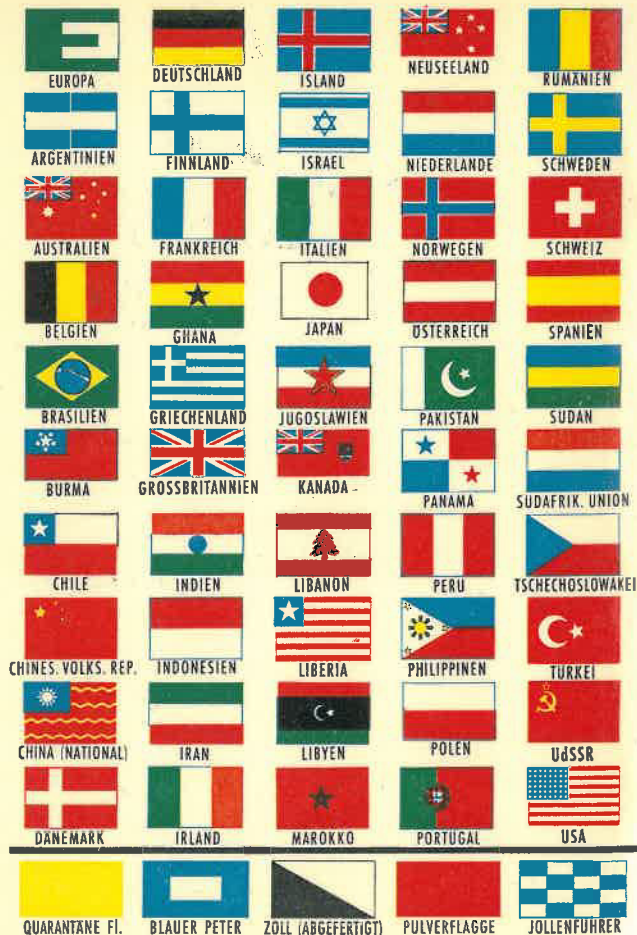 EUROPA
DEUTSCHLAND
ISLAND
NEUSEELAND
RUMÄNIEN
ARGENTINIEN
FINNLAND
ISRAEL
NIEDERLANDE
SCHWEDEN
AUSTRALIEN
FRANKREICH
ITALIEN
NORWEGEN
SCHWEIZ
BELGIEN
GHANA
JAPAN
ÖSTERREICH
SPANIEN
BRASILIEN
GRIECHENLAND
JUGOSLAWIEN
PAKISTAN
SUDAN
BURMA
GROSSBRITANNIEN
KANADA
PANAMA
SÜDAFRIK. UNION
CHILE
INDIEN
LIBANON
PERU
TSCHECHOSLOWAKEI
CHINES. VOLKS. REP.
INDONESIEN
LIBERIA
PHILIPPINEN
TÜRKEI
CHINA (NATIONAL)
IRAN
LIBYEN
POLEN
UdSSR
DÄNEMARK
IRLAND
MAROKKO
PORTUGAL
USA
QUARANTÄNE Fl.
BLAUER PETER
ZOLL (ABGEFERTIGT)
PULVERFLAGGE
JOLLENFÜHRER